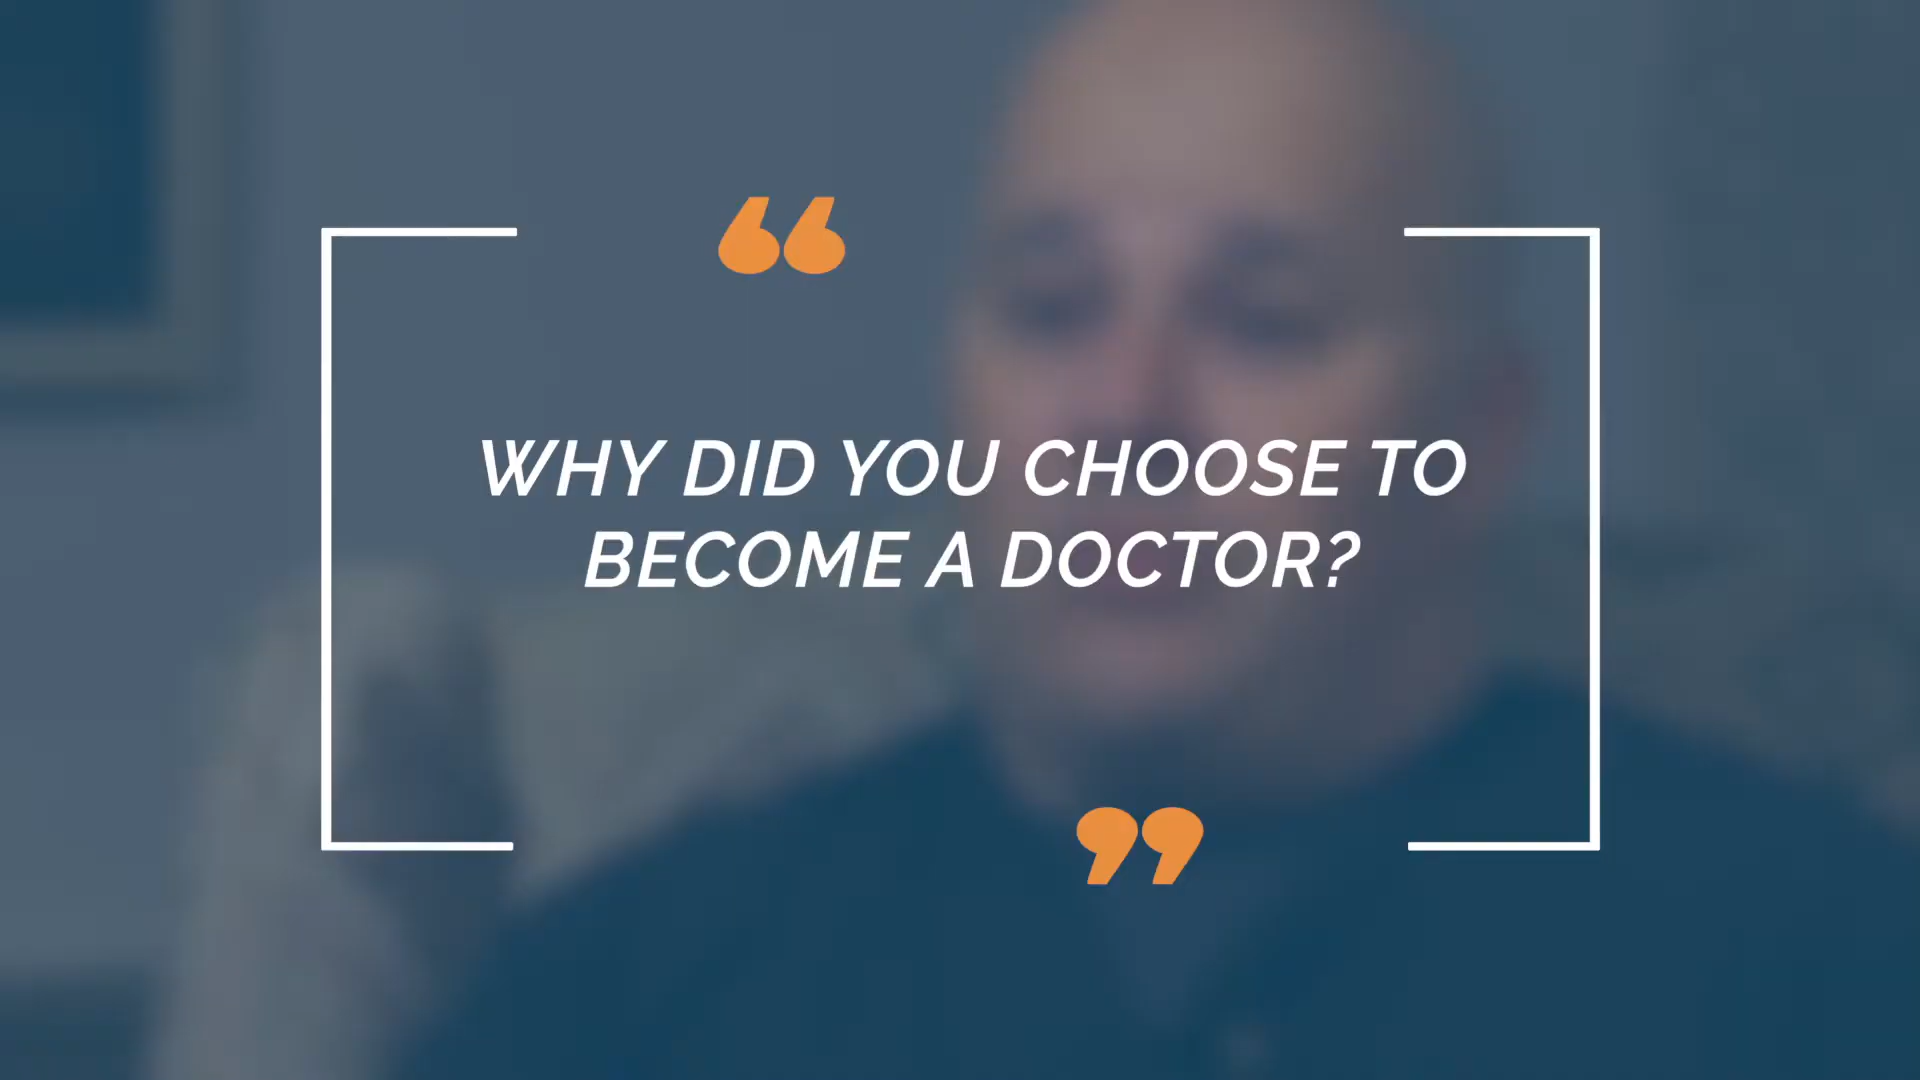 “
WHY DID YOU CHOOSE TO
BECOME A DOCTOR?
”